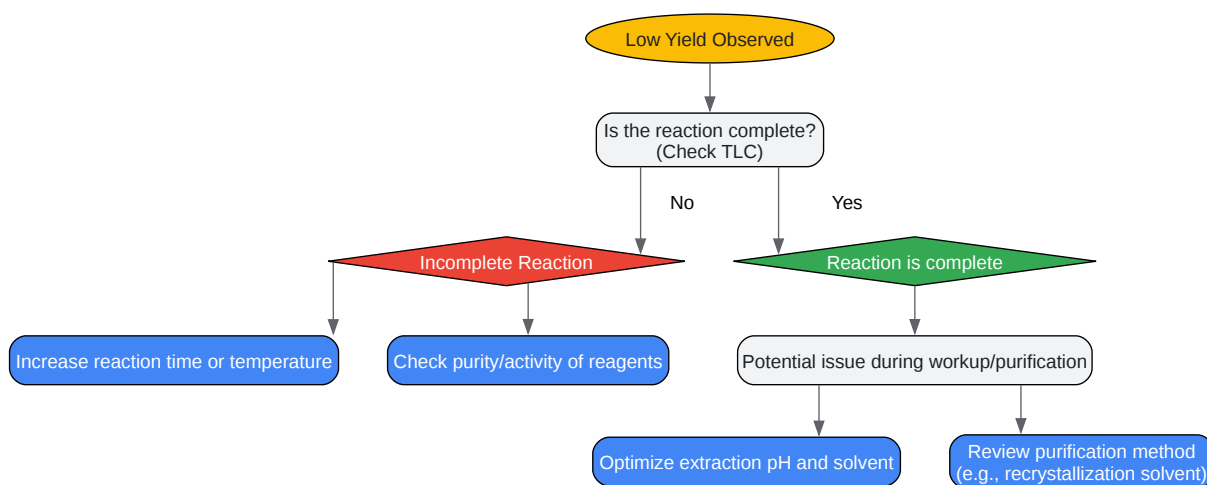 Low Yield Observed
Is the reaction complete?
(Check TLC)
No
Yes
Incomplete Reaction
Reaction is complete
Increase reaction time or temperature
Check purity/activity of reagents
Potential issue during workup/purification
Optimize extraction pH and solvent
Review purification method
(e.g., recrystallization solvent)